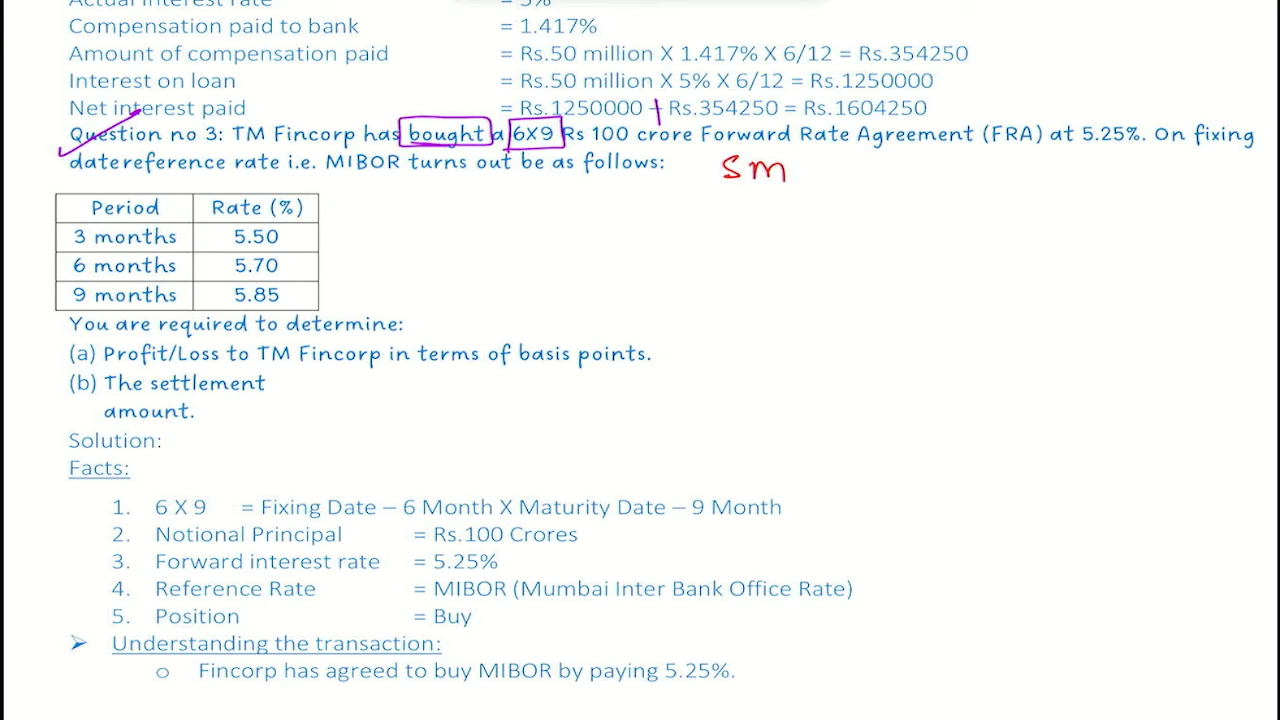 Actual interest rate = 5%
Compensation paid to bank = 1.417%
Amount of compensation paid = Rs.50 million X 1.417% X 6/12 = Rs.354250
Interest on loan = Rs.50 million X 5% X 6/12 = Rs.1250000
Net interest paid = Rs.1250000 + Rs.354250 = Rs.1604250
Question no 3: TM Fincorp has bought a 6X9 Rs 100 crore Forward Rate Agreement (FRA) at 5.25%. On fixing
datereference rate i.e. MIBOR turns out be as follows:
5m
Period Rate (%)
3 months 5.50
6 months 5.70
9 months 5.85
You are required to determine:
(a) Profit/Loss to TM Fincorp in terms of basis points.
(b) The settlement
amount.
Solution:
Facts:
1. 6 X 9 = Fixing Date – 6 Month X Maturity Date – 9 Month
2. Notional Principal = Rs.100 Crores
3. Forward interest rate = 5.25%
4. Reference Rate = MIBOR (Mumbai Inter Bank Office Rate)
5. Position = Buy
➢ Understanding the transaction:
o Fincorp has agreed to buy MIBOR by paying 5.25%.